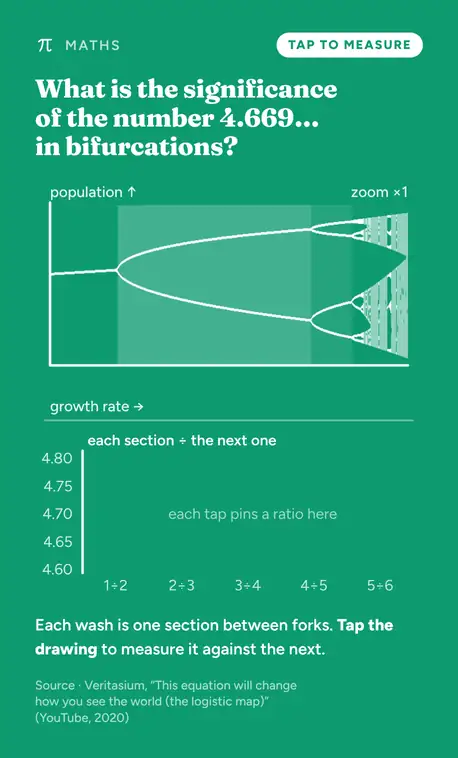 π MATHS
TAP TO MEASURE
What is the significance
of the number 4.669...
in bifurcations?
population ↑
zoom ×1
growth rate →
each section ÷ the next one
4.80
4.75
4.70
4.65
4.60
each tap pins a ratio here
1÷2 2÷3 3÷4 4÷5 5÷6
Each wash is one section between forks. Tap the
drawing to measure it against the next.
Source · Veritasium, “This equation will change
how you see the world (the logistic map)”
(YouTube, 2020)